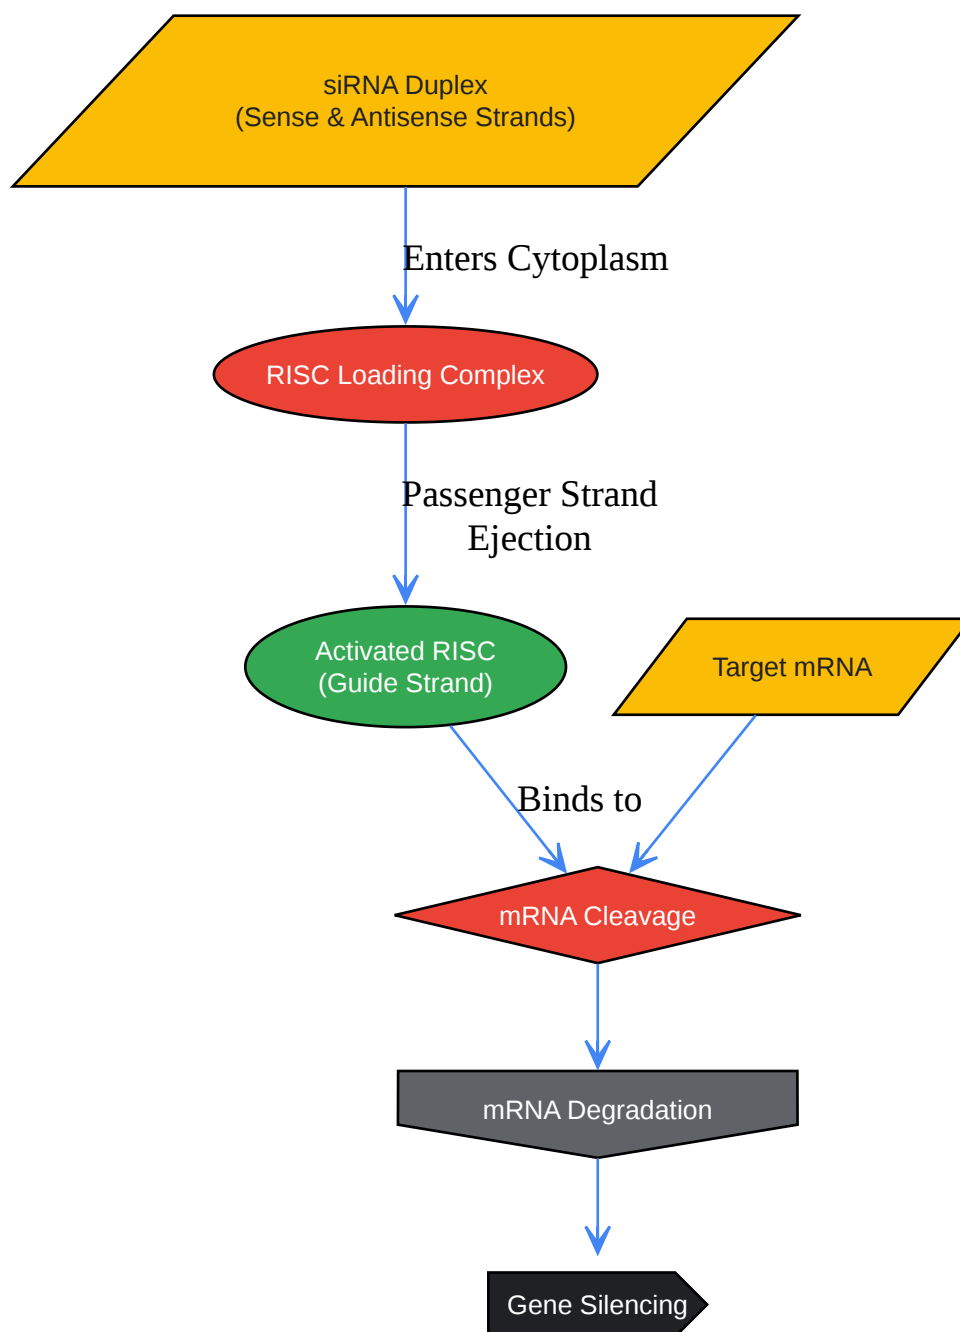 siRNA Duplex
(Sense & Antisense Strands)
Enters Cytoplasm
RISC Loading Complex
Passenger Strand
Ejection
Activated RISC
(Guide Strand)
Target mRNA
Binds to
mRNA Cleavage
mRNA Degradation
Gene Silencing